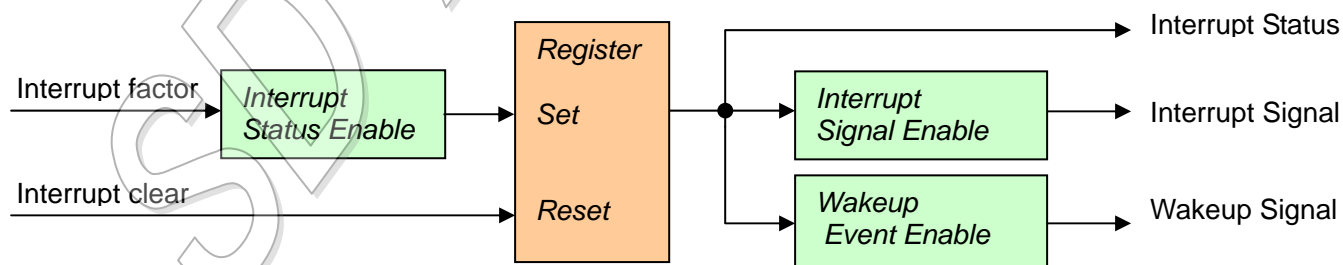 Interrupt Status
Register
Interrupt factor
Interrupt
Status Enable
Set
Interrupt
Signal Enable
Interrupt Signal
Interrupt clear
Reset
Wakeup
Event Enable
Wakeup Signal
SD